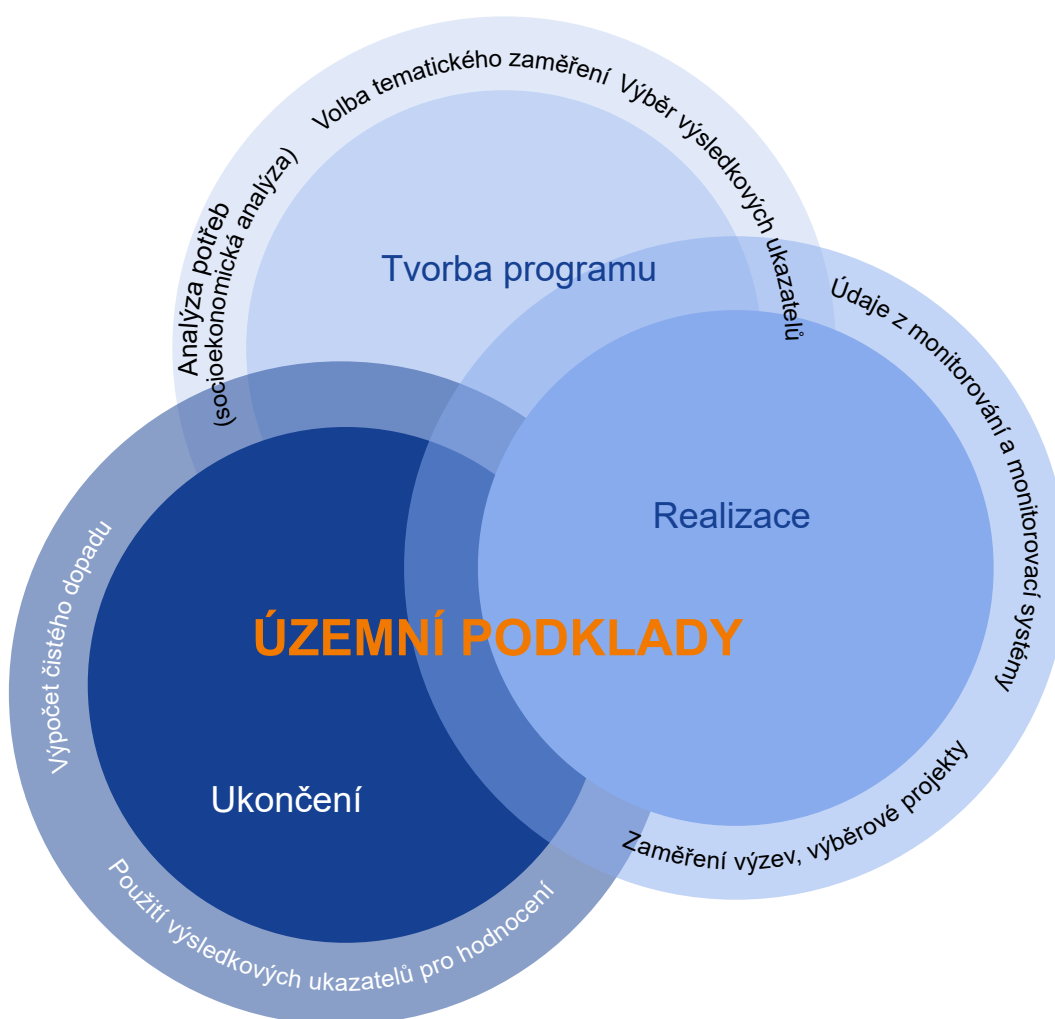 Volba tematického zaměření
Výběr výsledkových ukazatelů
Analýza potřeb
(socioekonomická analýza)
Tvorba programu
Údaje z monitorování a monitorovací systémy
Realizace
Zaměření výzev, výběrové projekty
ÚZEMNÍ PODKLADY
Výpočet čistého dopadu
Ukončení
Použití výsledkových ukazatelů pro hodnocení